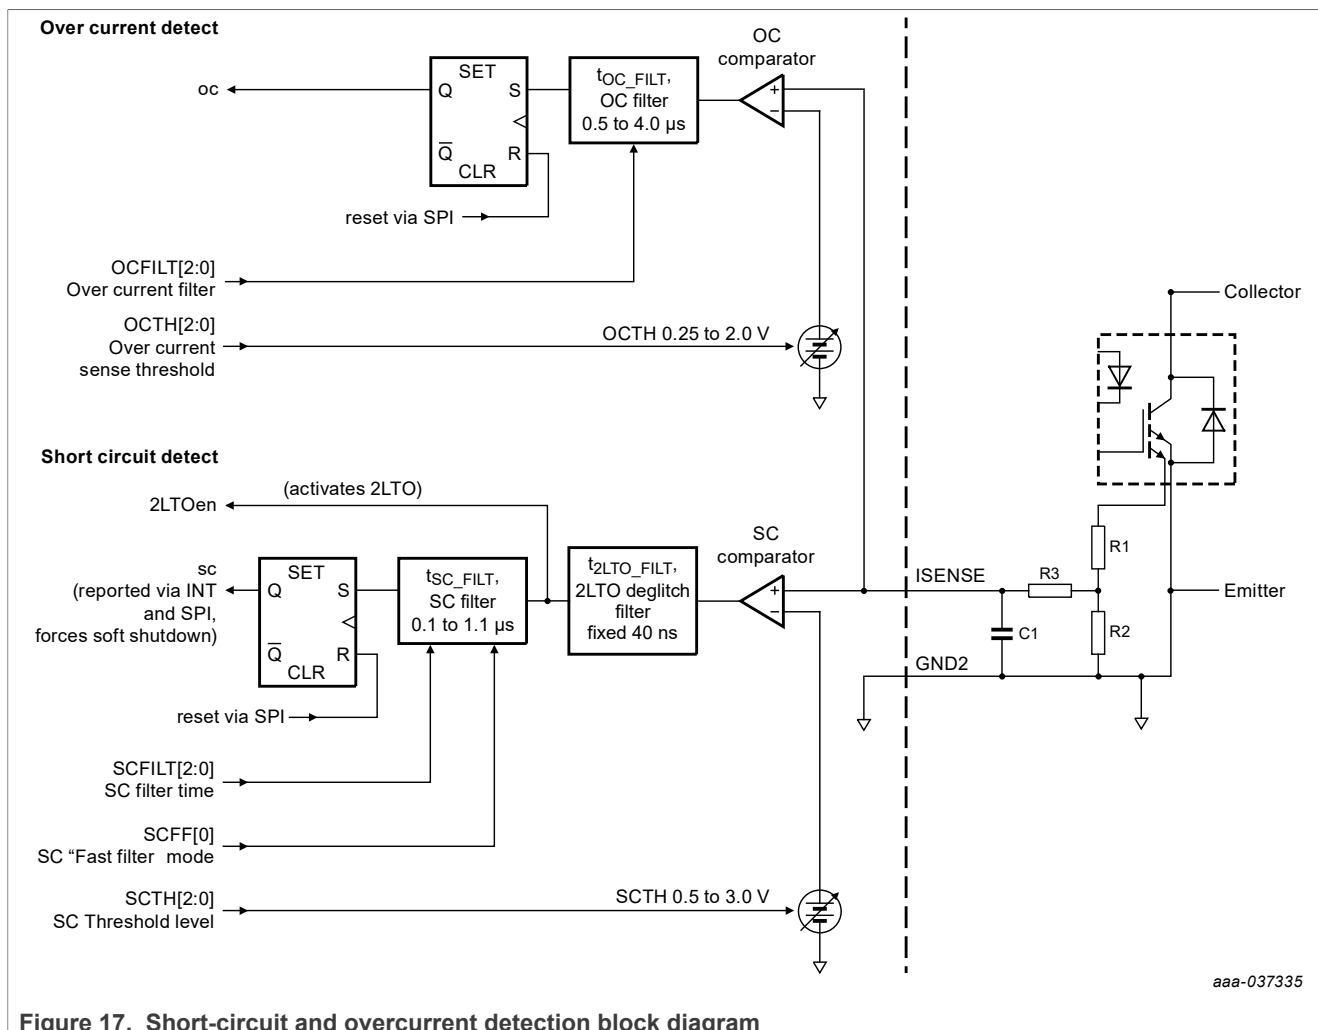 Over current detect
OC
comparator
SET
Q
S
Q
R
CLR
tOC_FILT,
OC filter
0.5 to 4.0 µs
+
−
oc
reset via SPI
OCFILT[2:0]
Over current filter
OCTH[2:0]
Over current
sense threshold
OCTH 0.25 to 2.0 V
Collector
Short circuit detect
(activates 2LTO)
2LTOen
SC
comparator
sc
(reported via INT
and SPI,
forces soft shutdown)
SET
Q
S
Q
R
CLR
tSC_FILT,
SC filter
0.1 to 1.1 µs
t2LTO_FILT,
2LTO deglitch
filter
fixed 40 ns
+
−
ISENSE
R3
R1
R2
C1
Emitter
GND2
reset via SPI
SCFILT[2:0]
SC filter time
SCFF[0]
SC “Fast filter mode
SCTH[2:0]
SC Threshold level
SCTH 0.5 to 3.0 V
aaa-037335
Figure 17. Short-circuit and overcurrent detection block diagram